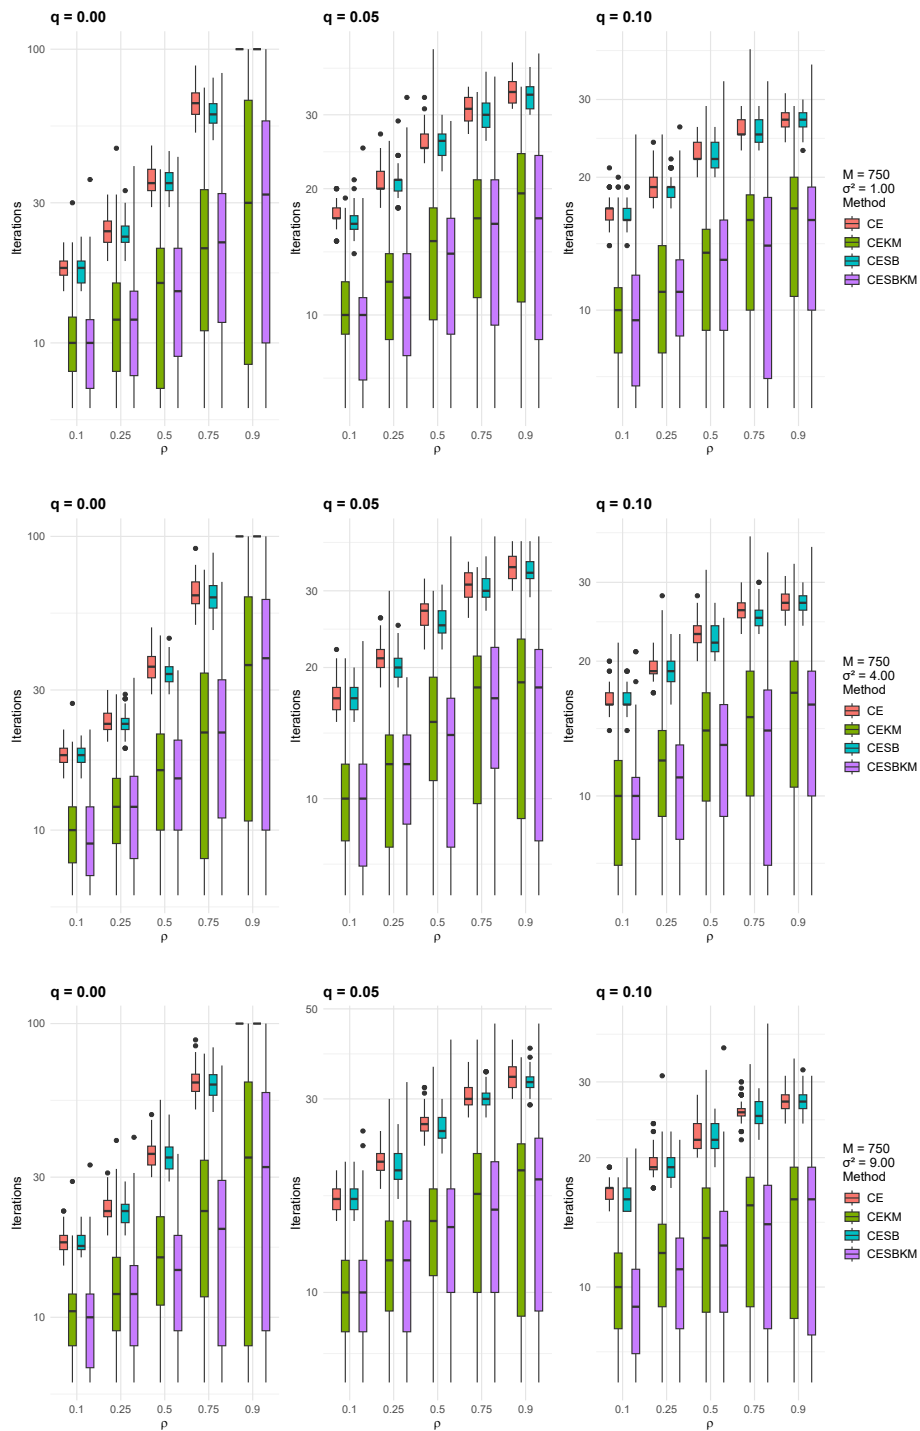 q = 0.00
100
30
10
Iterations
0.1 0.25 0.5 0.75 0.9
ρ
q = 0.05
30
20
10
Iterations
0.1 0.25 0.5 0.75 0.9
ρ
q = 0.10
30
20
10
Iterations
0.1 0.25 0.5 0.75 0.9
ρ
M = 750
σ² = 1.00
Method
CE
CEKM
CESB
CESBKM
q = 0.00
100
30
10
Iterations
0.1 0.25 0.5 0.75 0.9
ρ
q = 0.05
30
20
10
Iterations
0.1 0.25 0.5 0.75 0.9
ρ
q = 0.10
30
20
10
Iterations
0.1 0.25 0.5 0.75 0.9
ρ
M = 750
σ² = 4.00
Method
CE
CEKM
CESB
CESBKM
q = 0.00
100
30
10
Iterations
0.1 0.25 0.5 0.75 0.9
ρ
q = 0.05
50
30
10
Iterations
0.1 0.25 0.5 0.75 0.9
ρ
q = 0.10
30
20
10
Iterations
0.1 0.25 0.5 0.75 0.9
ρ
M = 750
σ² = 9.00
Method
CE
CEKM
CESB
CESBKM